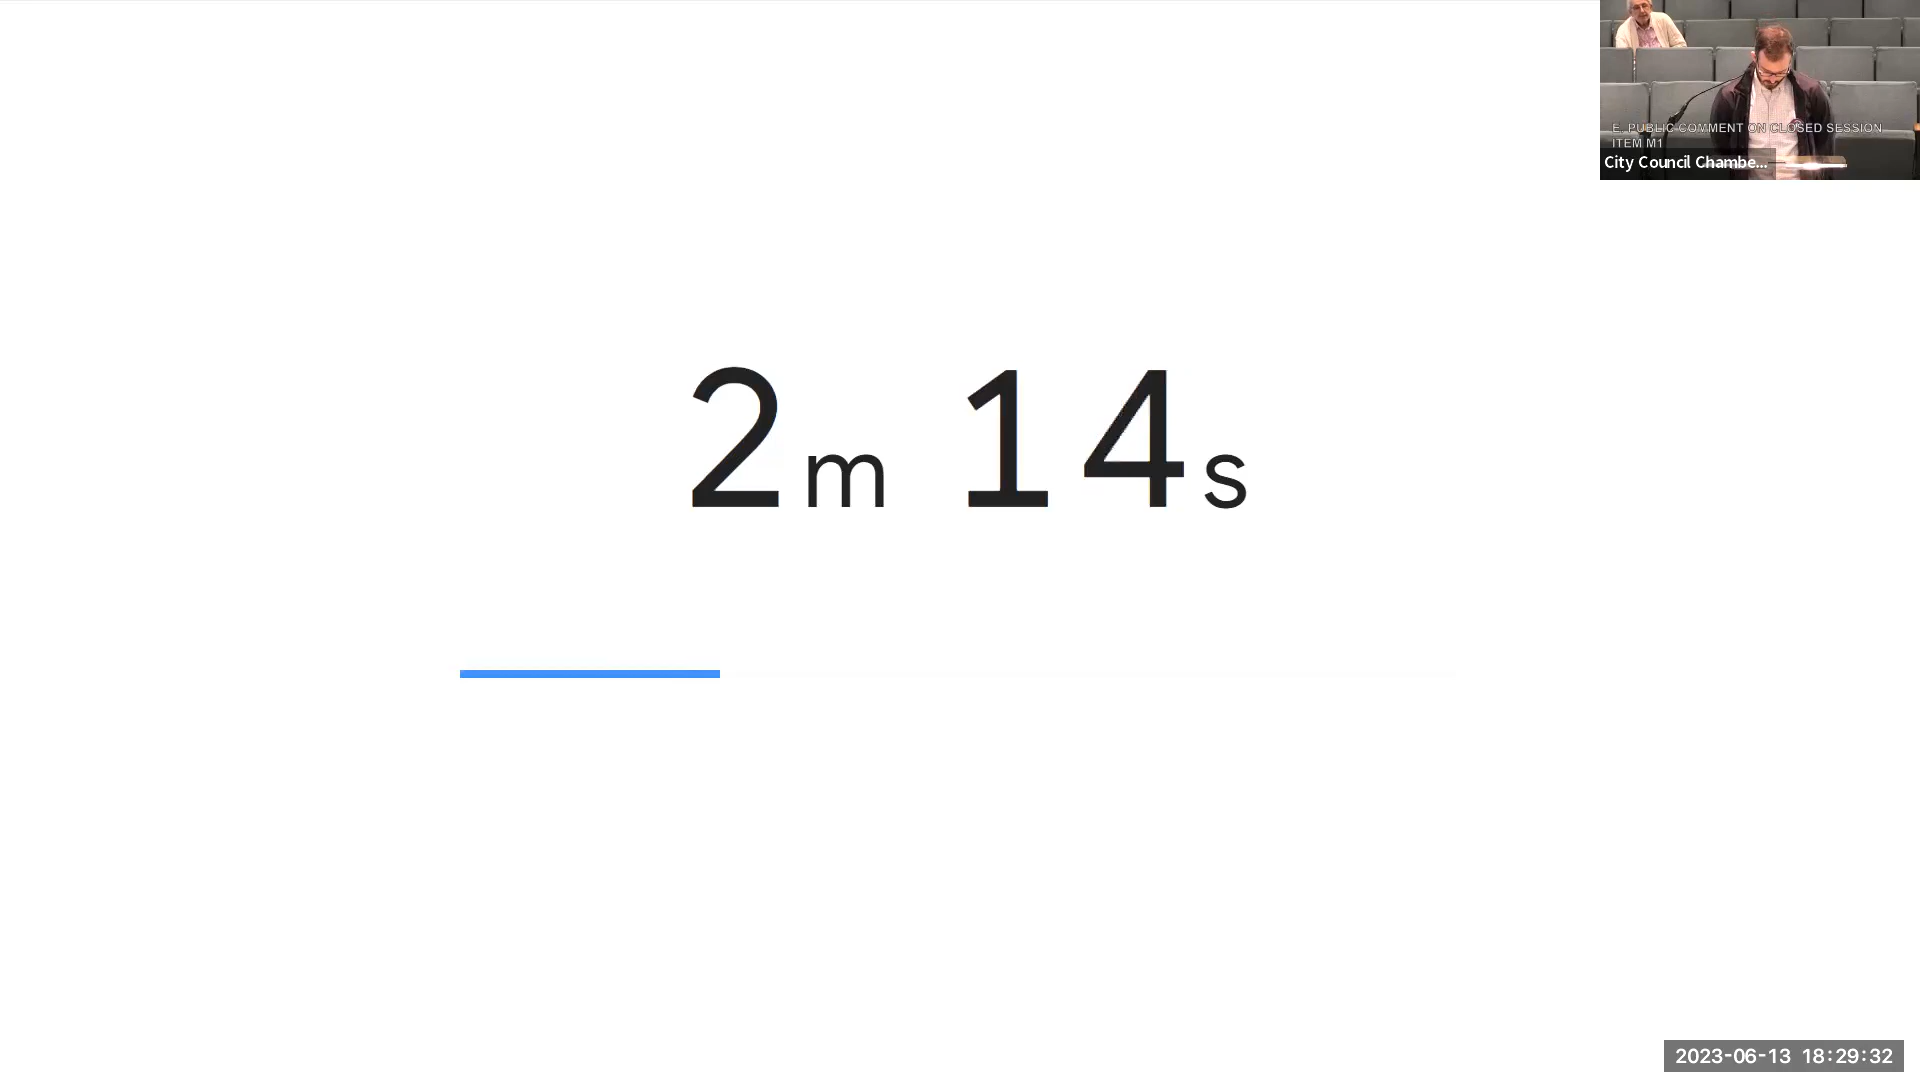 E. PUBLIC COMMENT ON CLOSED SESSION
ITEM M1
City Council Chambe...
2m 14s
2023-06-13 18:29:32